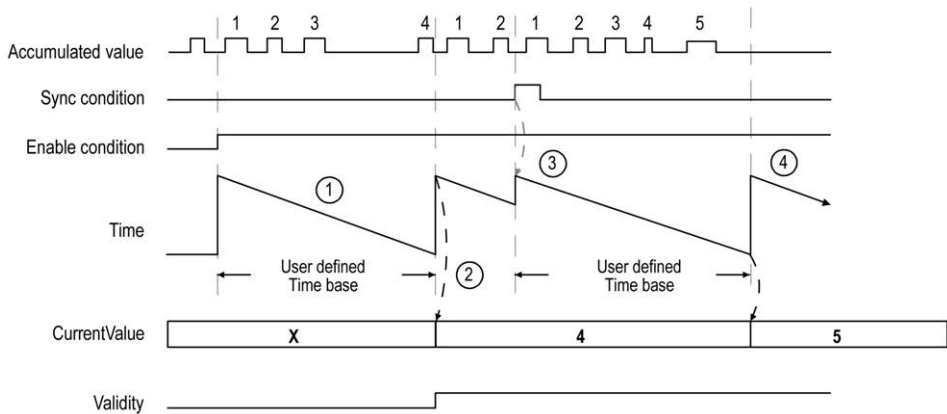 1 2 3 4 1 2 1 2 3 4 5
Accumulated value
Sync condition
Enable condition
1 3 4
Time
User defined
Time base
2
User defined
Time base
CurrentValue X 4 5
Validity